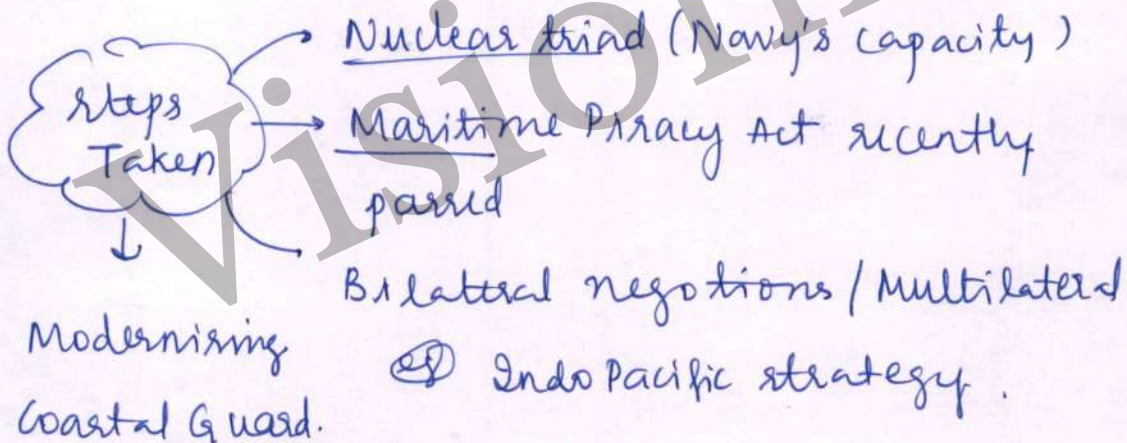 Nuclear triad (Navy's capacity)
Steps
Taken
Maritime Piracy Act recently
passed
Bilateral negotions / Multilateral
Modernising
eg Indo Pacific strategy.
Coastal Guard.
Vision